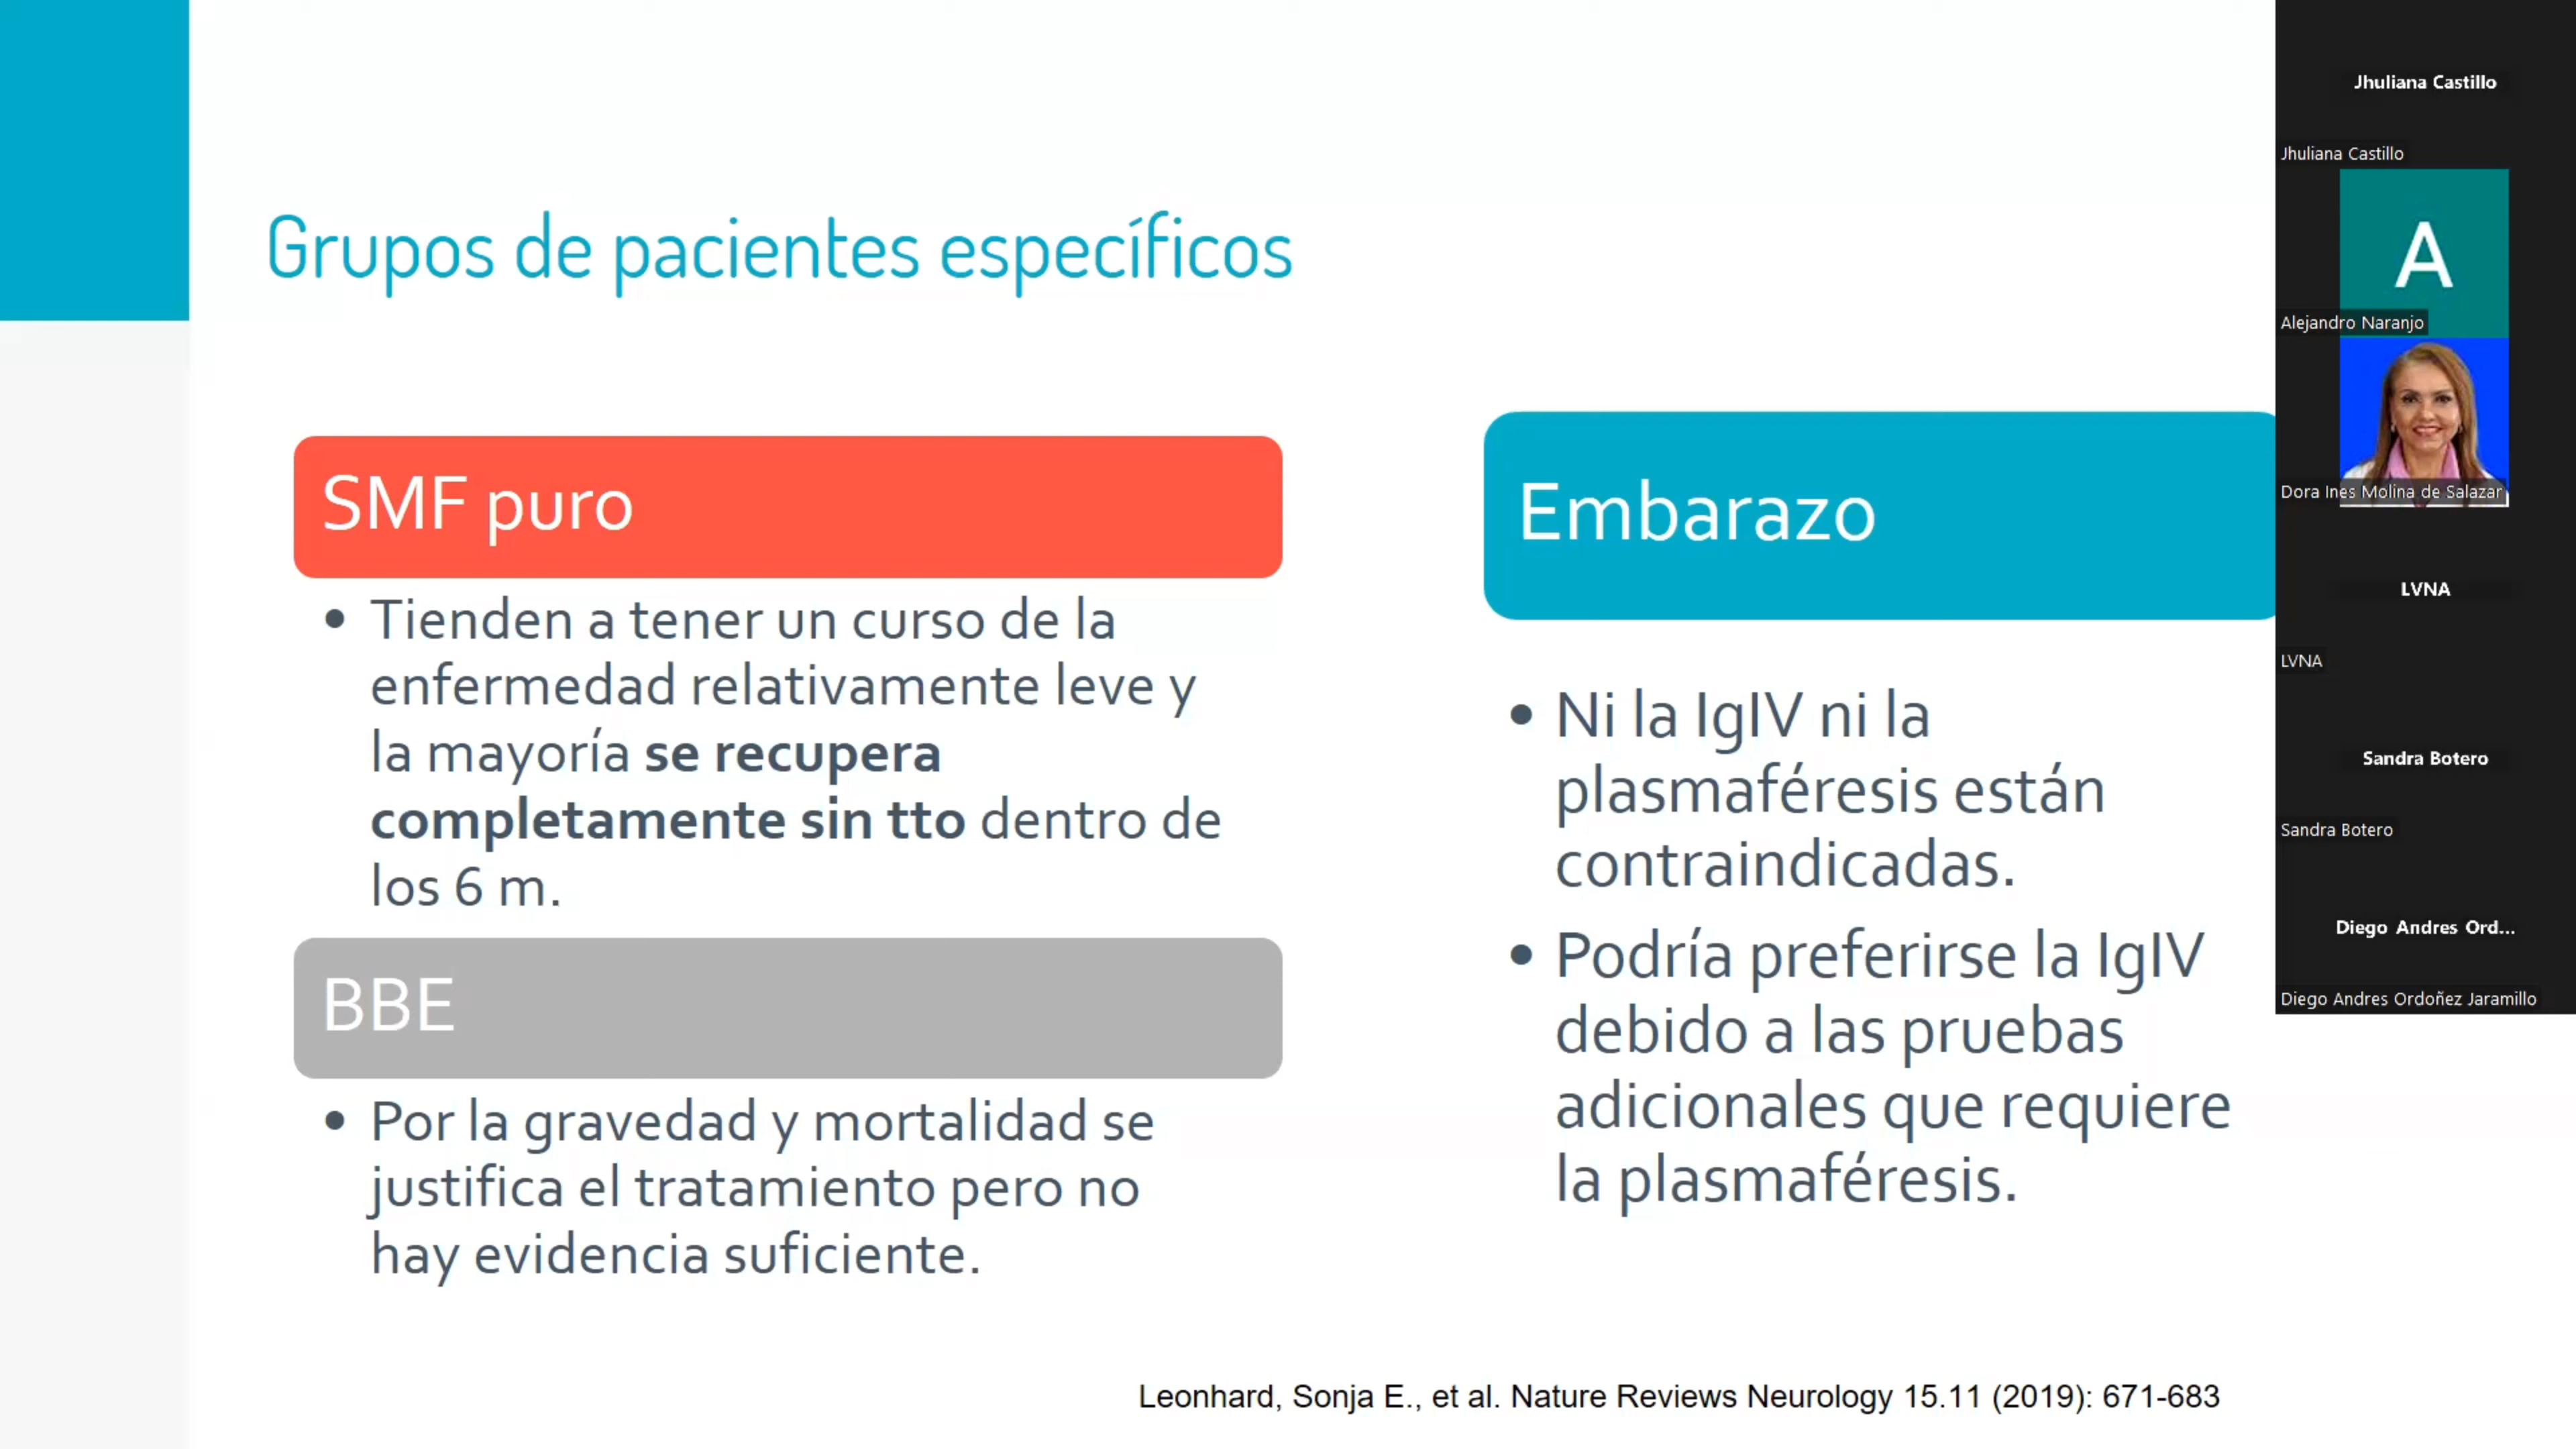 Grupos de pacientes específicos
SMF puro
• Tienden a tener un curso de la
enfermedad relativamente leve y
la mayoría se recupera
completamente sin tto dentro de
los 6 m.
BBE
• Por la gravedad y mortalidad se
justifica el tratamiento pero no
hay evidencia suficiente.
Embarazo
• Ni la IgIV ni la
plasmaféresis están
contraindicadas.
• Podría preferirse la IgIV
debido a las pruebas
adicionales que requiere
la plasmaféresis.
Leonhard, Sonja E., et al. Nature Reviews Neurology 15.11 (2019): 671-683
Jhuliana Castillo
Jhuliana Castillo
A
Alejandro Naranjo
Dora Ines Molina de Salazar
LVNA
LVNA
Sandra Botero
Sandra Botero
Diego Andres Ord...
Diego Andres Ordoñez Jaramillo